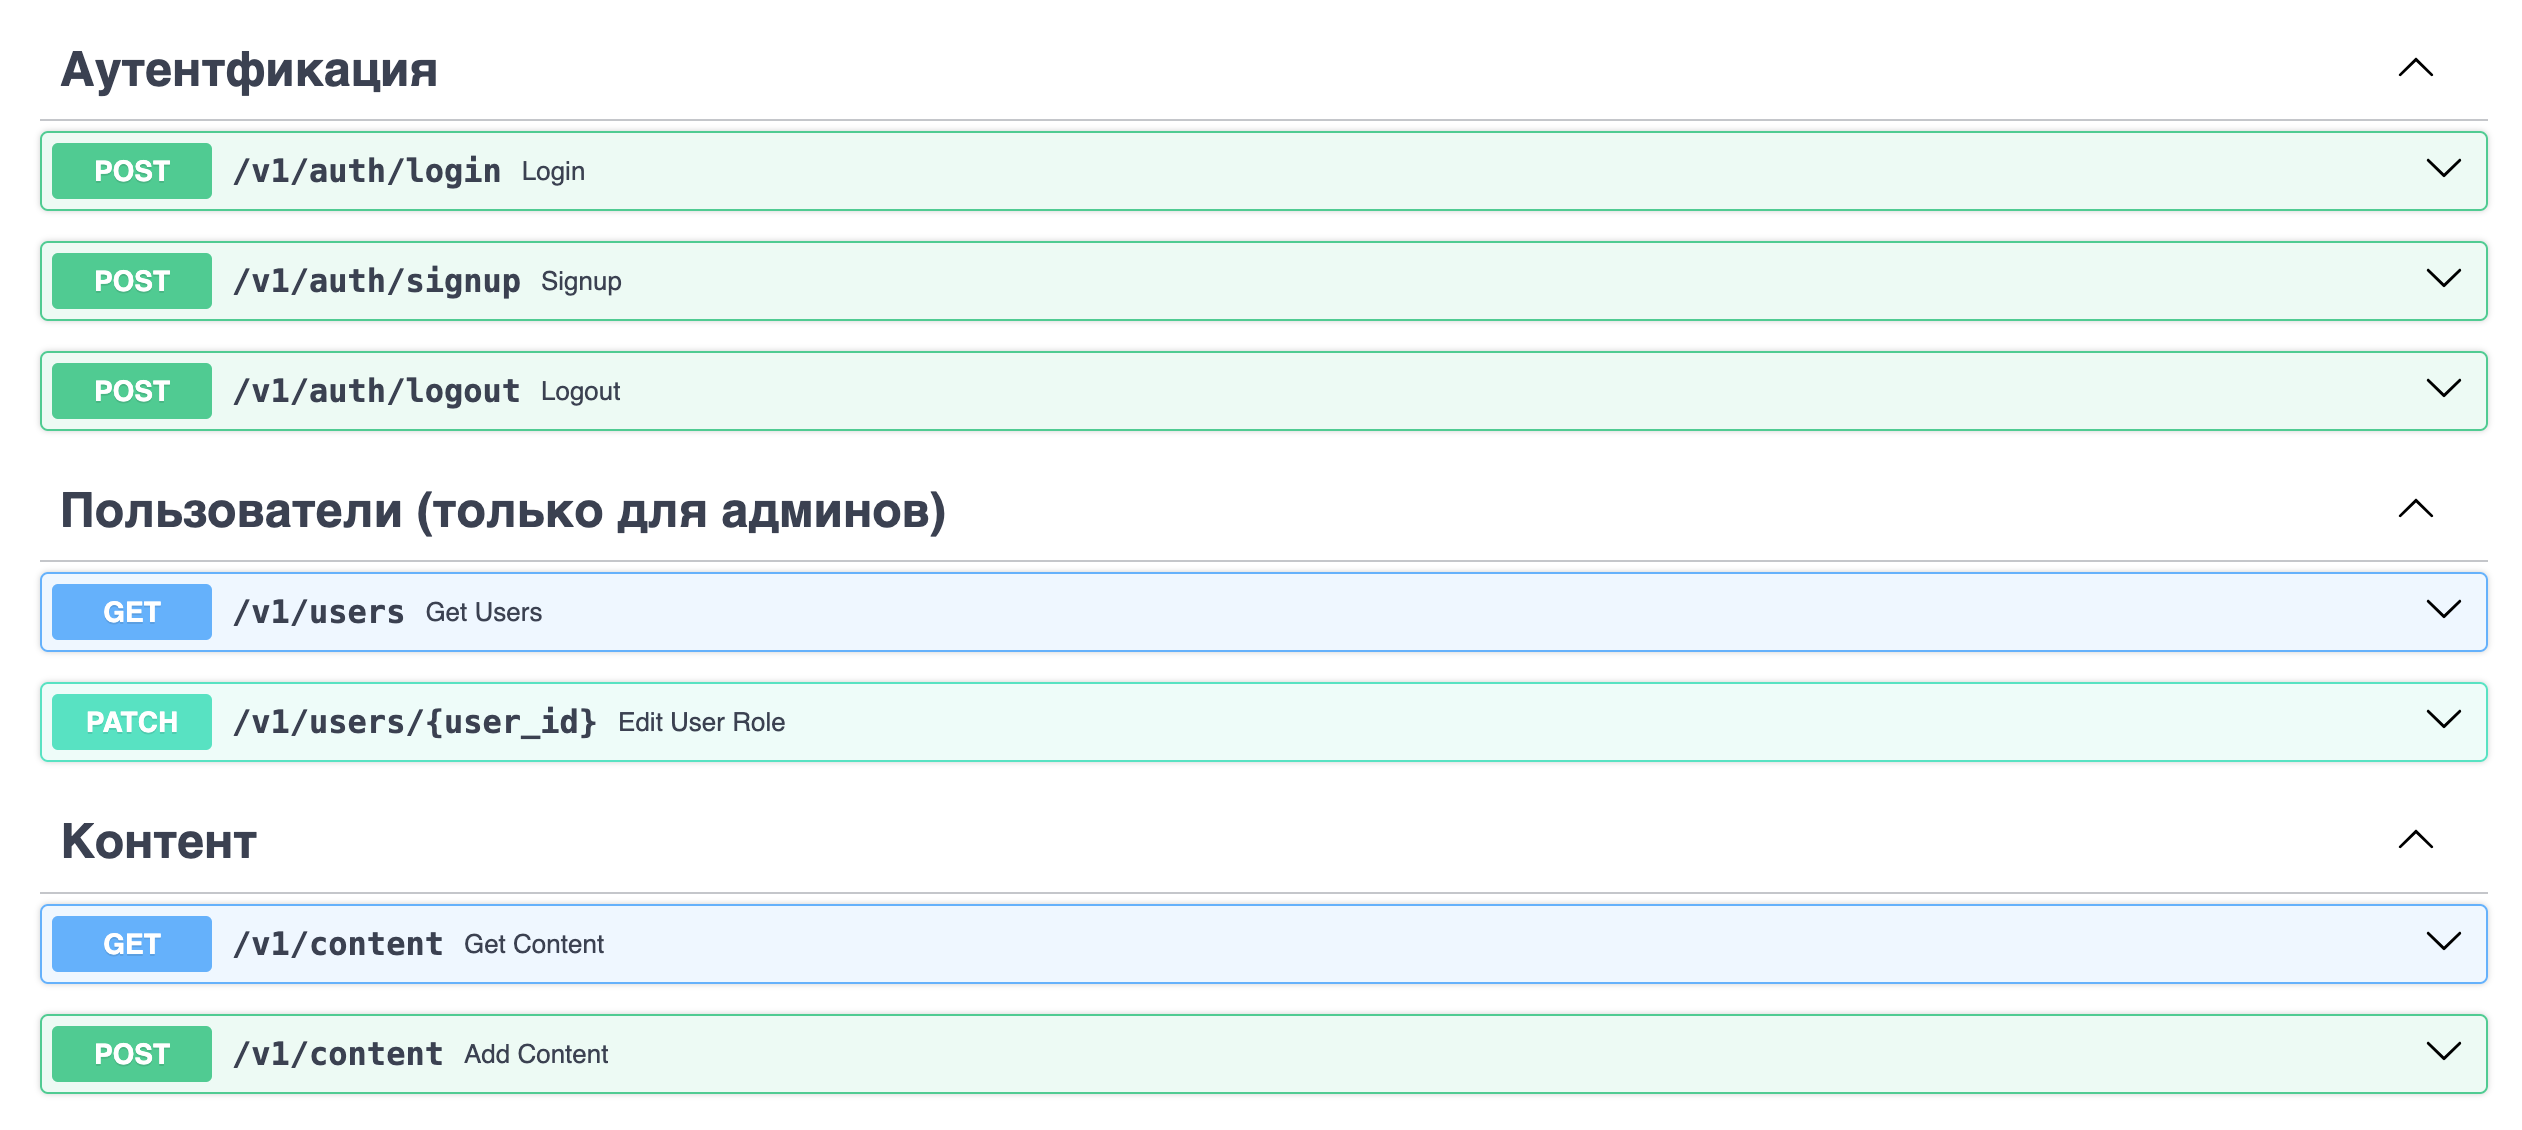 Аутентфикация
POST /v1/auth/login Login
POST /v1/auth/signup Signup
POST /v1/auth/logout Logout
Пользователи (только для админов)
GET /v1/users Get Users
PATCH /v1/users/{user_id} Edit User Role
Контент
GET /v1/content Get Content
POST /v1/content Add Content